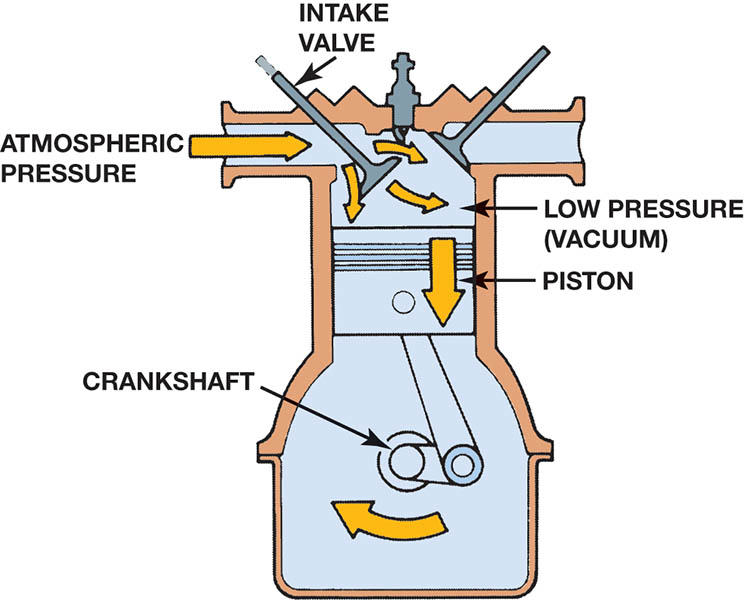 INTAKE
VALVE
ATMOSPHERIC
PRESSURE
LOW PRESSURE
(VACUUM)
PISTON
CRANKSHAFT